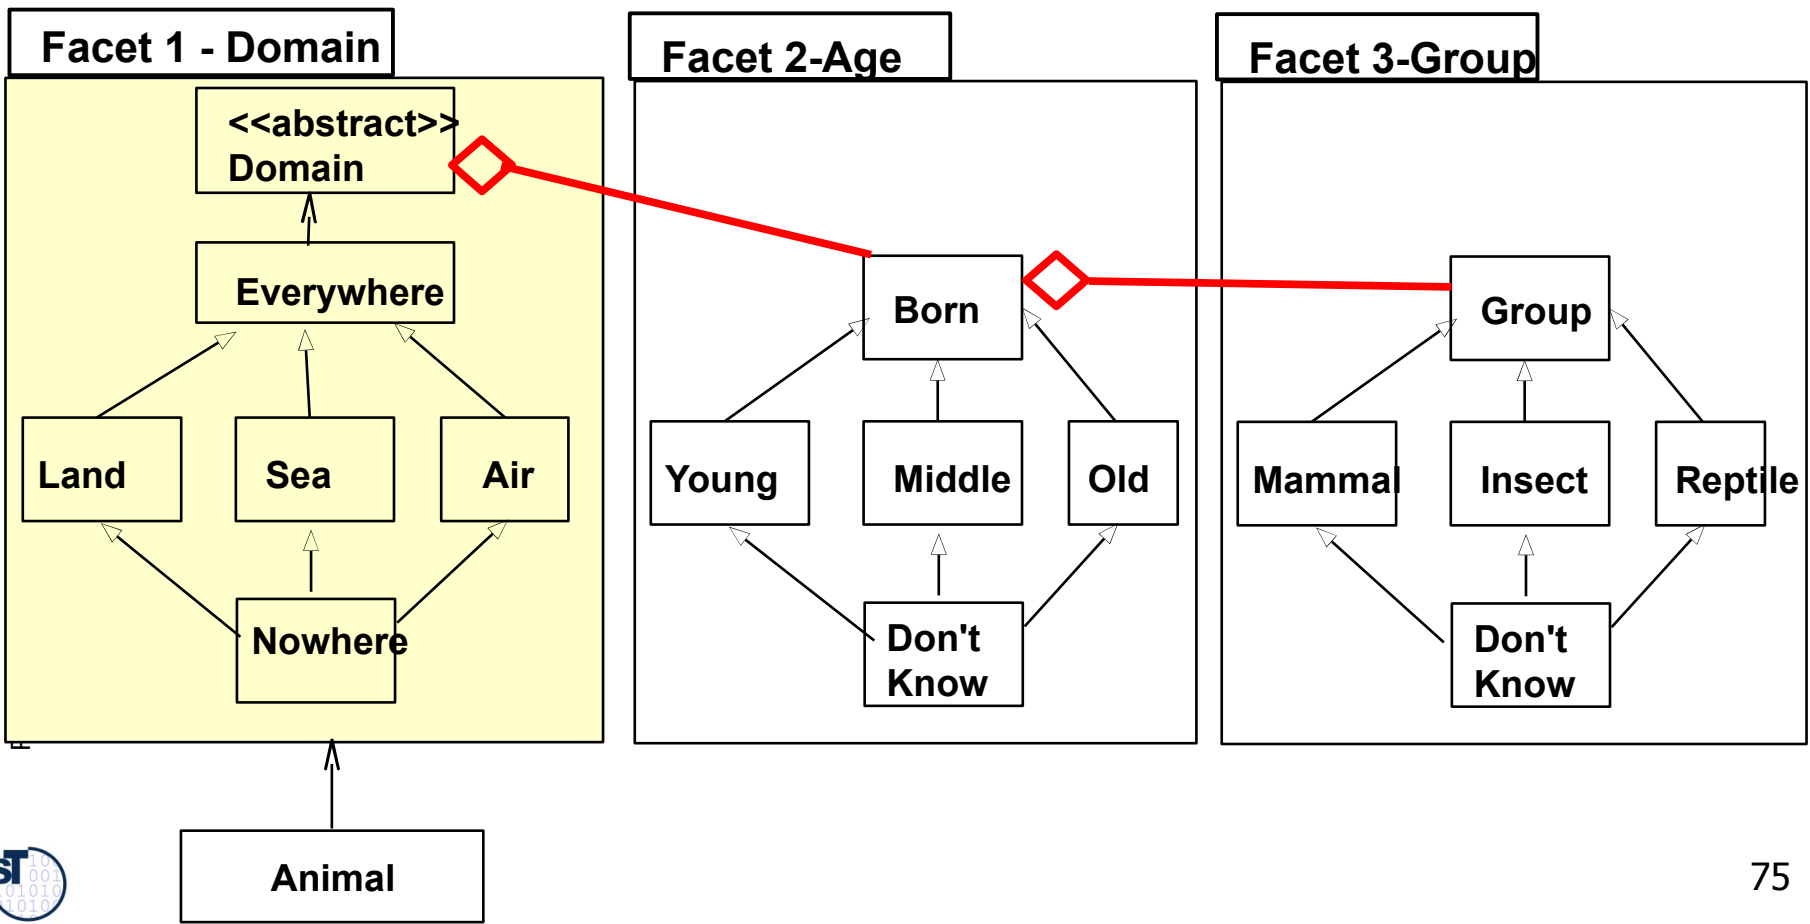 Facet 1 - Domain
Facet 2-Age
Facet 3-Group
<<abstract>>
Domain
Everywhere
Born
Group
Land
Sea
Air
Young
Middle
Old
Mammal
Insect
Reptile
Nowhere
Don't
Know
Don't
Know
Animal
75